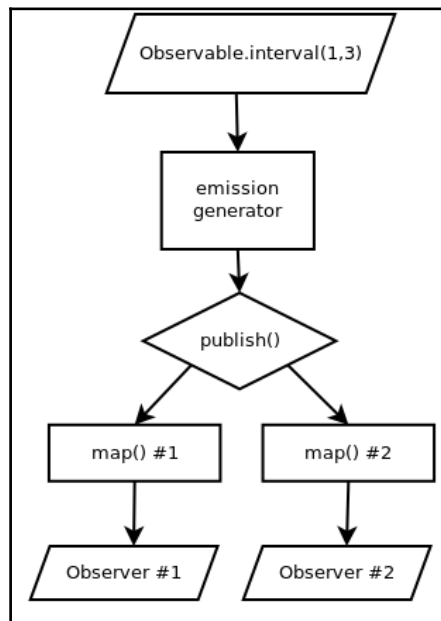 Observable.interval(1,3)
emission
generator
publish()
map() #1
map() #2
Observer #1
Observer #2